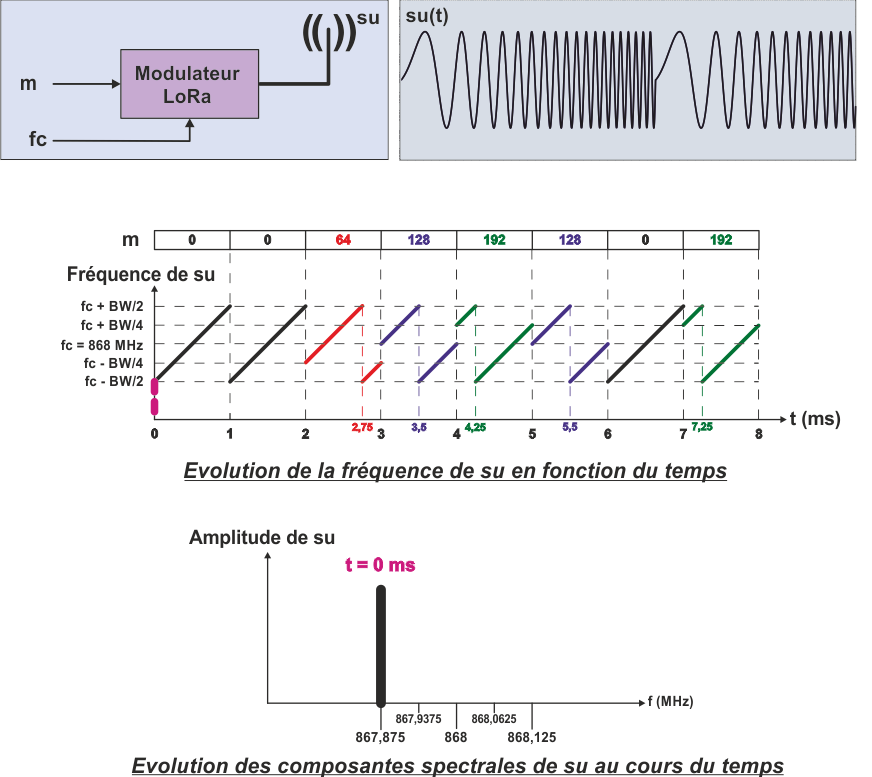 su
Modulateur
LoRa
m
fc
su(t)
m 0 0 64 128 192 128 0 192
Fréquence de su
fc + BW/2
fc + BW/4
fc = 868 MHz
fc - BW/4
fc - BW/2
t (ms)
0 1 2 2,75 3 3,5 4 4,25 5 5,5 6 7 7,25 8
Evolution de la fréquence de su en fonction du temps
Amplitude de su
t = 0 ms
f (MHz)
867,9375 868,0625
867,875 868 868,125
Evolution des composantes spectrales de su au cours du temps